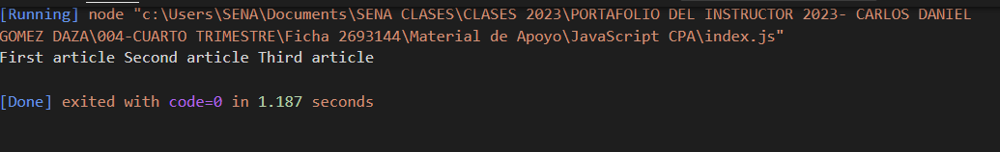 [Running] node "c:\Users\SENA\Documents\SENA CLASES\CLASES 2023\PORTAFOLIO DEL INSTRUCTOR 2023- CARLOS DANIEL
GOMEZ DAZA\004-CUARTO TRIMESTRE\Ficha 2693144\Material de Apoyo\JavaScript CPA\index.js"
First article Second article Third article
[Done] exited with code=0 in 1.187 seconds